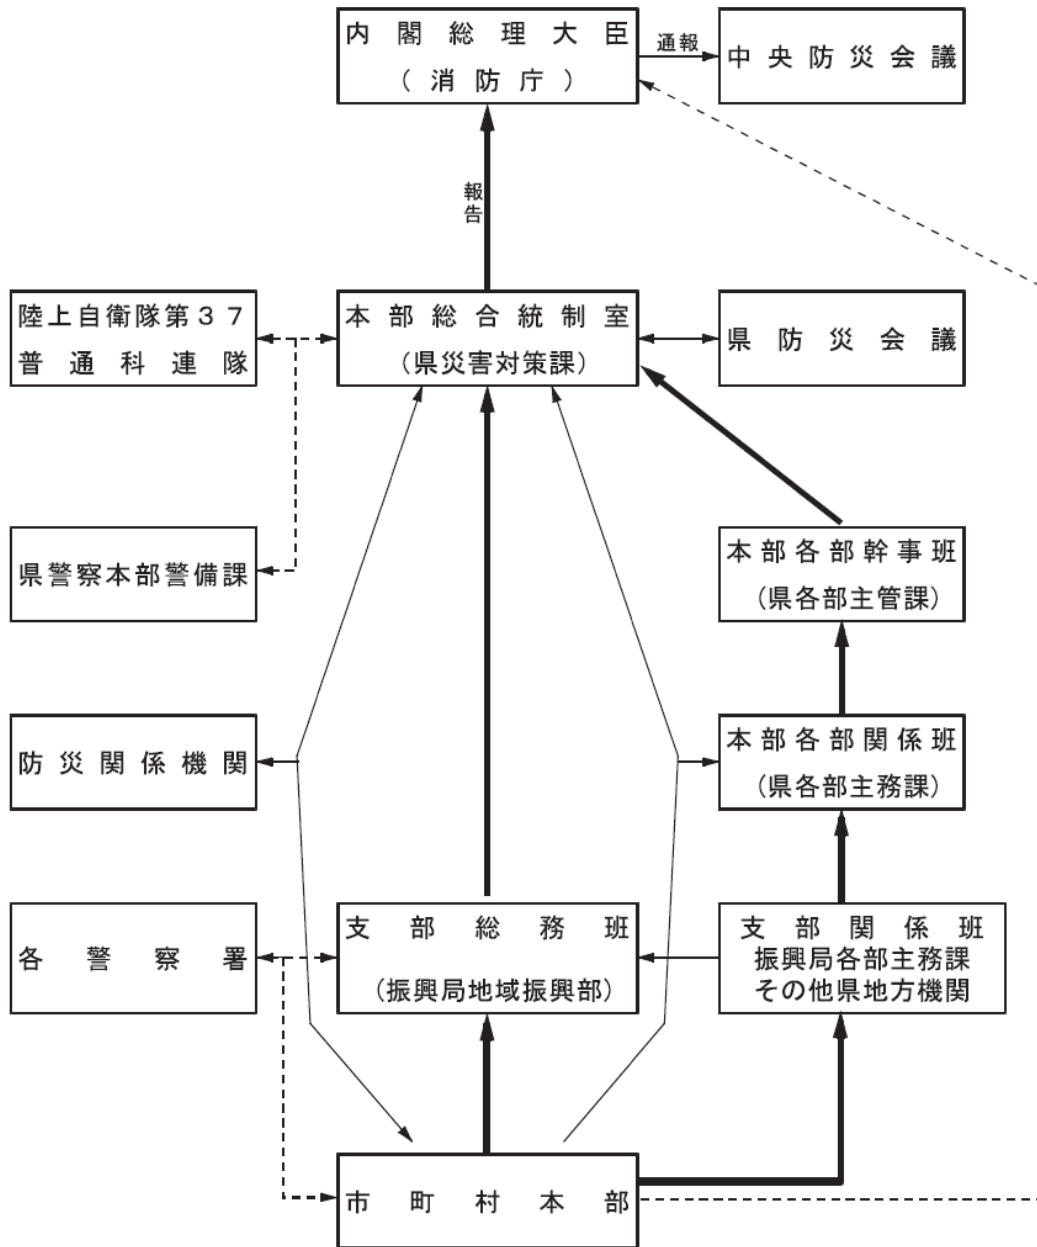 内閣総理大臣
(消防庁)
通報
中央防災会議
報告
陸上自衛隊第37
普通科連隊
本部総合統制室
(県災害対策課)
県防災会議
県警察本部警備課
本部各部幹事班
(県各部主管課)
防災関係機関
本部各部関係班
(県各部主務課)
各警察署
支部総務班
(振興局地域振興部)
支部関係班
振興局各部主務課
その他県地方機関
市町村本部